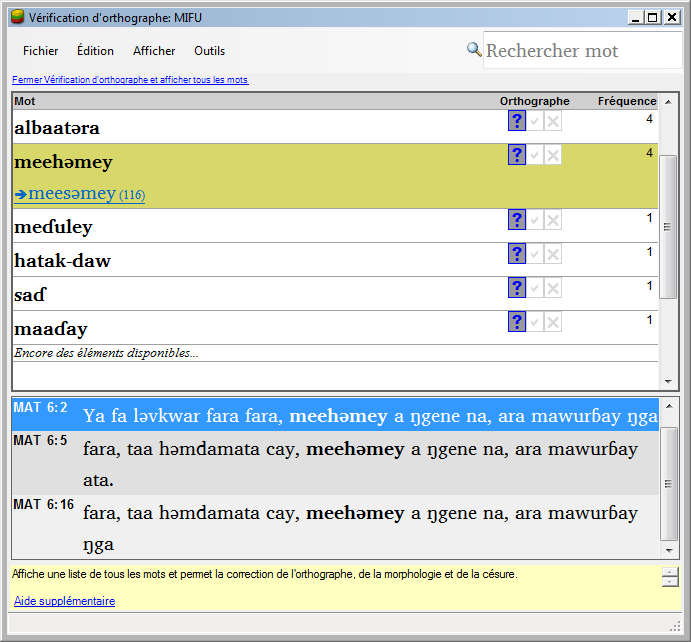 Vérification d'orthographe: MIFU
Fichier Édition Afficher Outils Rechercher mot
Fermer Vérification d'orthographe et afficher tous les mots
Mot Orthographe Fréquence
albaatəra ? 4
meehəmey ? 4
➔meesəmey (116)
meɗuley ? 1
hatak-daw ? 1
saɗ ? 1
maaɗay ? 1
Encore des éléments disponibles...
MAT 6:2 Ya fa ləvkwar fara fara, meehəmey a ŋgene na, ara mawurɓay ŋga
MAT 6:5 fara, taa həmdamata cay, meehəmey a ŋgene na, ara mawurɓay
ata.
MAT 6:16 fara, taa həmdamata cay, meehəmey a ŋgene na, ara mawurɓay
ŋga
Affiche une liste de tous les mots et permet la correction de l'orthographe, de la morphologie et de la césure.
Aide supplémentaire